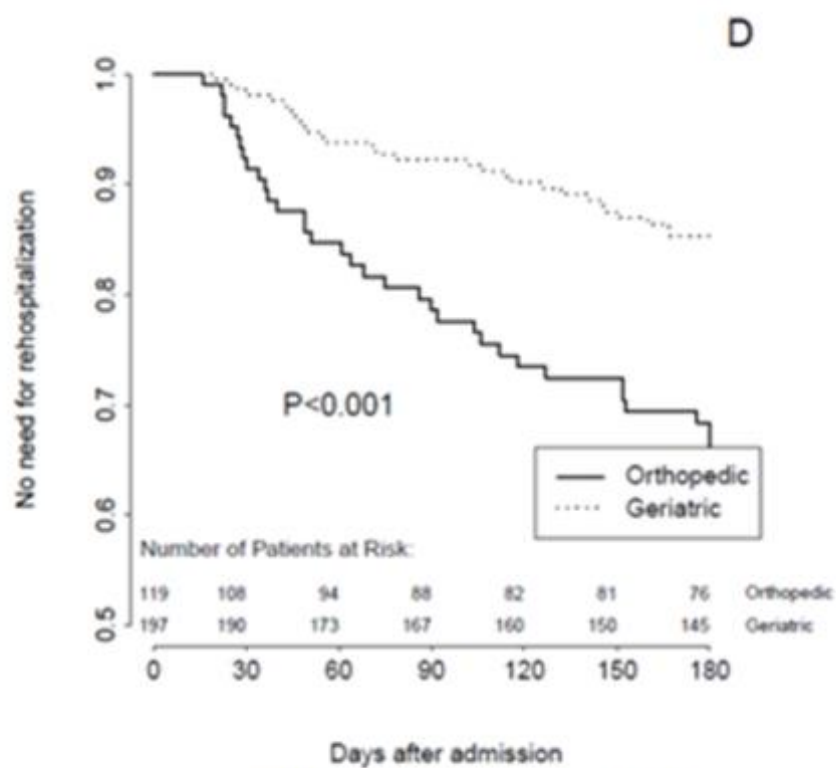 D
No need for rehospitalization
1.0
0.9
0.8
0.7
0.6
0.5
P<0.001
Orthopedic
Geriatric
Number of Patients at Risk:
119 108 94 88 82 81 76 Orthopedic
197 190 173 167 160 150 145 Geriatric
0 30 60 90 120 150 180
Days after admission